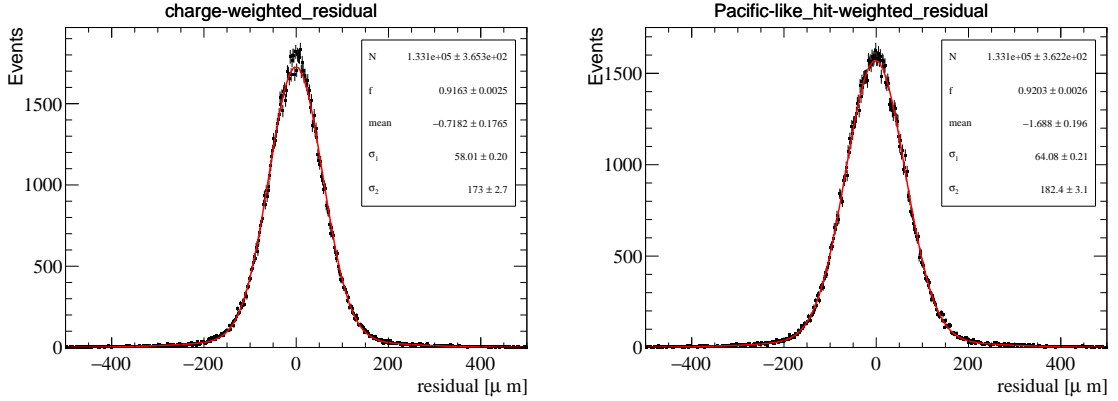 charge-weighted_residual
Events
N 1.331e+05 ± 3.653e+02
f 0.9163 ± 0.0025
mean −0.7182 ± 0.1765
σ1 58.01 ± 0.20
σ2 173 ± 2.7
1500
1000
500
0
−400 −200 0 200 400
residual [μ m]
Pacific-like_hit-weighted_residual
Events
N 1.331e+05 ± 3.622e+02
f 0.9203 ± 0.0026
mean −1.688 ± 0.196
σ1 64.08 ± 0.21
σ2 182.4 ± 3.1
1500
1000
500
0
−400 −200 0 200 400
residual [μ m]